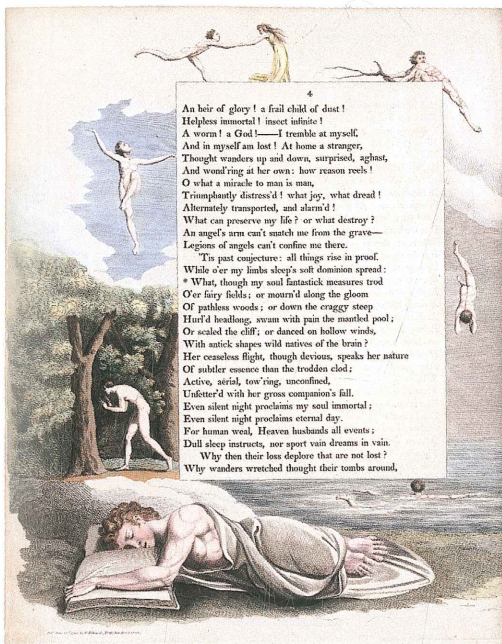 4
An heir of glory ! a frail child of dust !
Helpless immortal ! insect infinite !
A worm ! a God !——I tremble at myself,
And in myself am lost ! At home a stranger,
Thought wanders up and down, surprised, aghast,
And wond'ring at her own : how reason reels !
O what a miracle to man is man,
Triumphantly distress'd ! what joy, what dread !
Alternately transported, and alarm'd !
What can preserve my life ? or what destroy ?
An angel's arm can't snatch me from the grave—
Legions of angels can't confine me there.
'Tis past conjecture : all things rise in proof.
While o'er my limbs sleep's soft dominion spread :
* What, though my soul fantastick measures trod
O'er fairy fields ; or mourn'd along the gloom
Of pathless woods ; or down the craggy steep
Hurl'd headlong, swam with pain the mantled pool ;
Or scaled the cliff ; or danced on hollow winds,
With antick shapes wild natives of the brain ?
Her ceaseless flight, though devious, speaks her nature
Of subtler essence than the trodden clod ;
Active, aërial, tow'ring, unconfined,
Unfetter'd with her gross companion's fall.
Even silent night proclaims my soul immortal ;
Even silent night proclaims eternal day.
For human weal, Heaven husbands all events ;
Dull sleep instructs, nor sport vain dreams in vain.
Why then their loss deplore that are not lost ?
Why wanders wretched thought their tombs around,